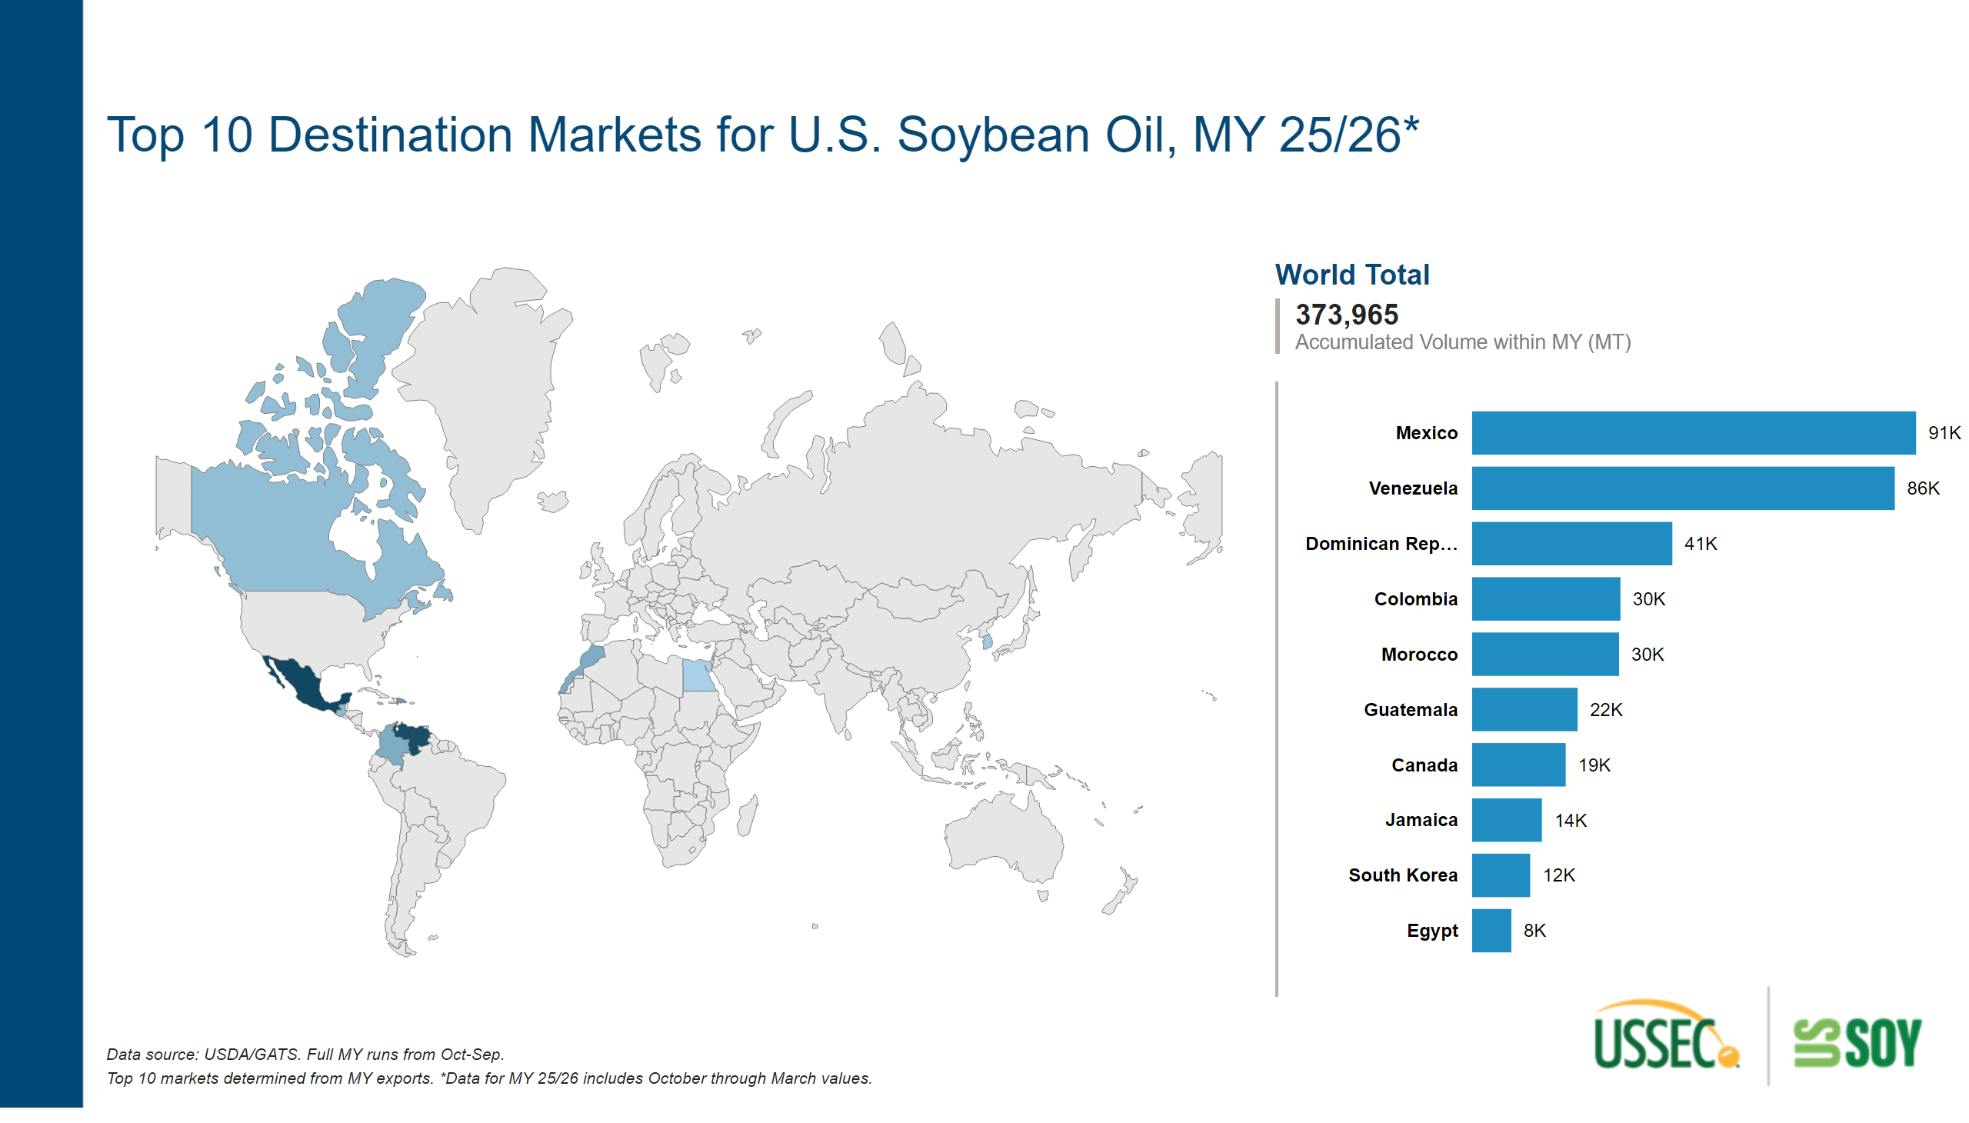 Top 10 Destination Markets for U.S. Soybean Oil, MY 25/26*
World Total
373,965
Accumulated Volume within MY (MT)
Mexico 91K
Venezuela 86K
Dominican Rep… 41K
Colombia 30K
Morocco 30K
Guatemala 22K
Canada 19K
Jamaica 14K
South Korea 12K
Egypt 8K
Data source: USDA/GATS. Full MY runs from Oct-Sep.
Top 10 markets determined from MY exports. *Data for MY 25/26 includes October through March values.
USSEC
US SOY